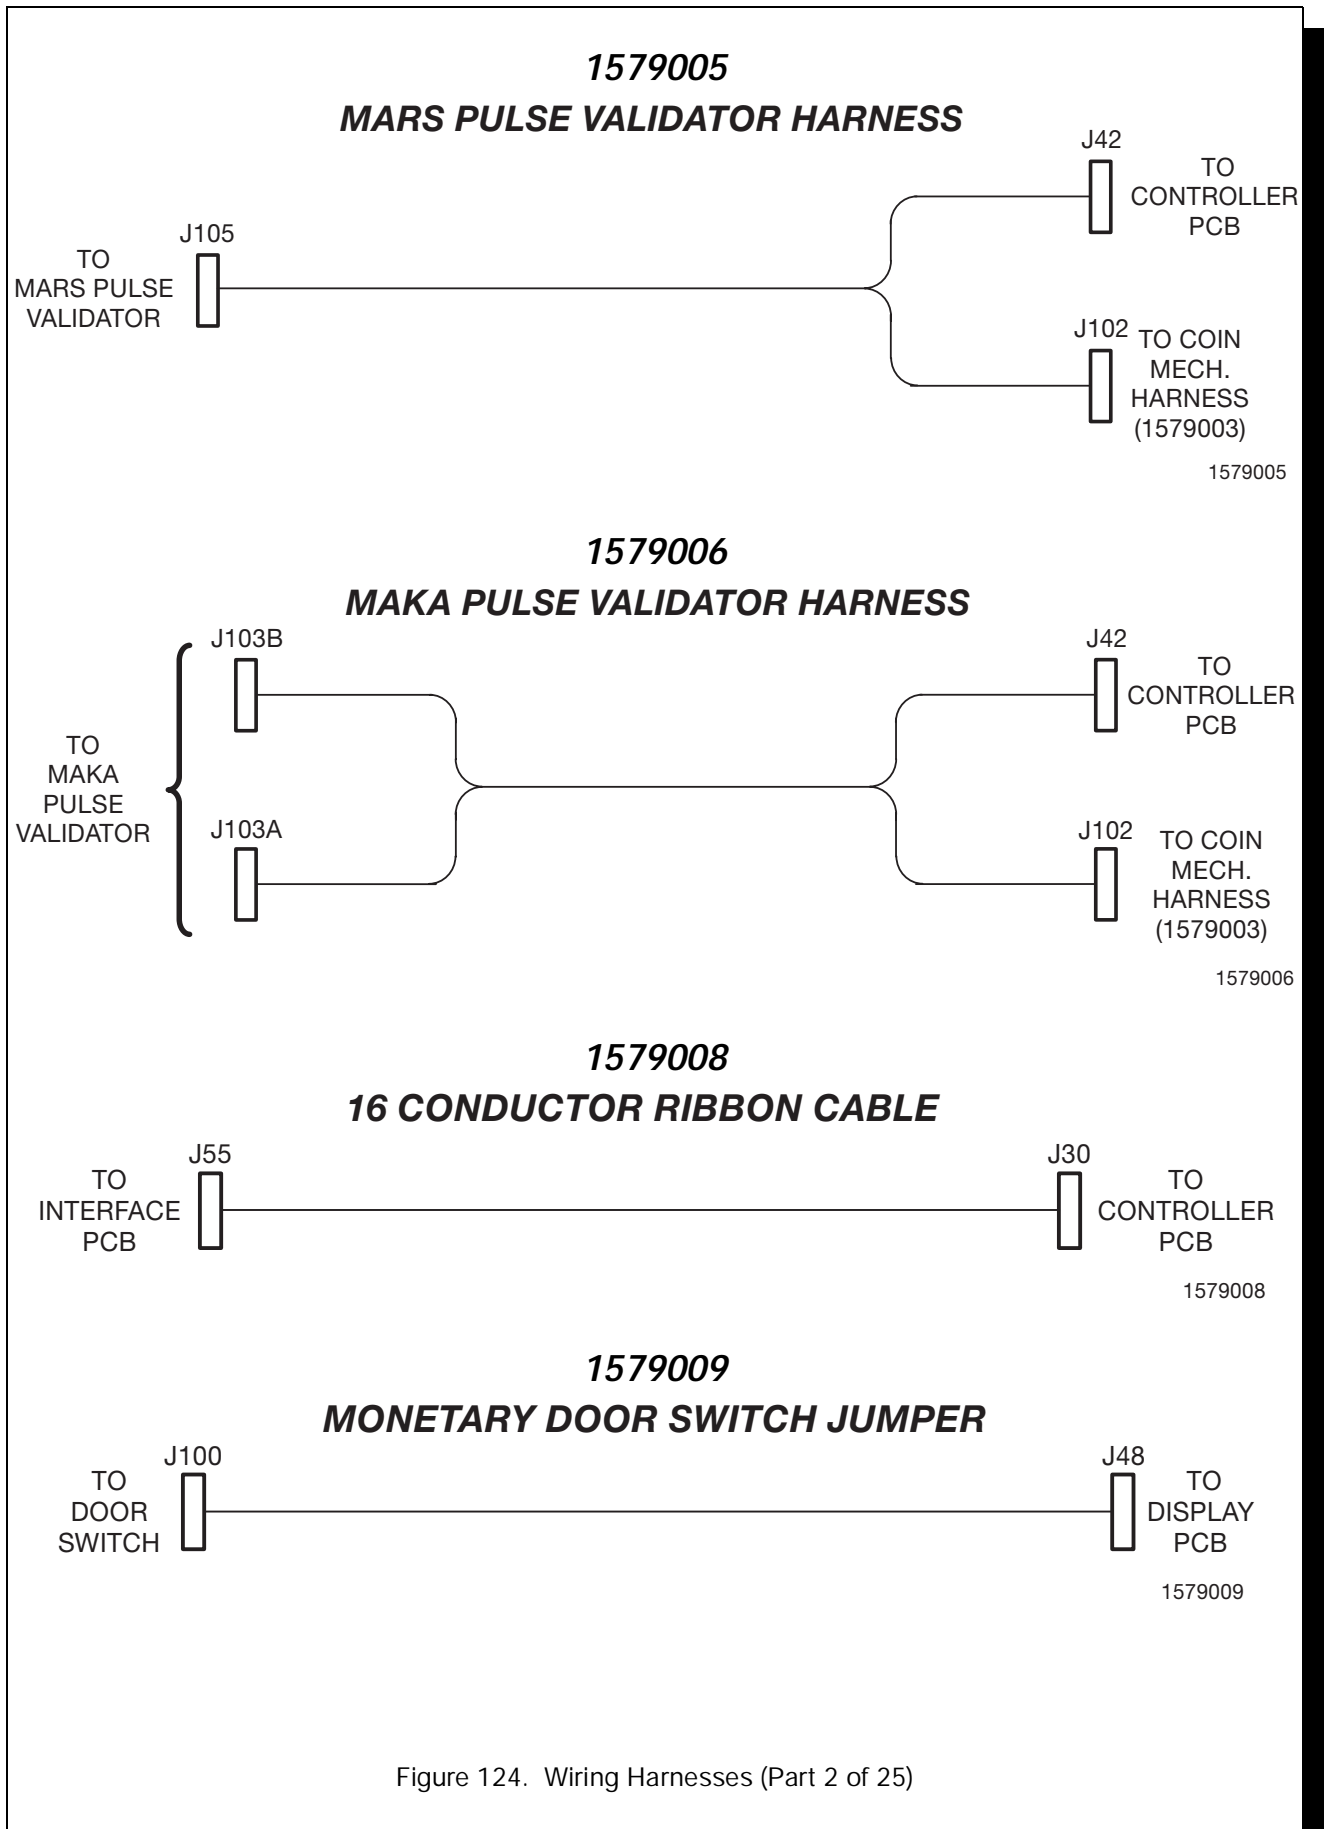 1579005
MARS PULSE VALIDATOR HARNESS
J42
TO
CONTROLLER
PCB
J105
TO
MARS PULSE
VALIDATOR
J102
TO COIN
MECH.
HARNESS
(1579003)
1579005
1579006
MAKA PULSE VALIDATOR HARNESS
J103B
J42
TO
CONTROLLER
PCB
TO
MAKA
PULSE
VALIDATOR
J103A
J102
TO COIN
MECH.
HARNESS
(1579003)
1579006
1579008
16 CONDUCTOR RIBBON CABLE
J55
TO
INTERFACE
PCB
J30
TO
CONTROLLER
PCB
1579008
1579009
MONETARY DOOR SWITCH JUMPER
J100
TO
DOOR
SWITCH
J48
TO
DISPLAY
PCB
1579009
Figure 124. Wiring Harnesses (Part 2 of 25)